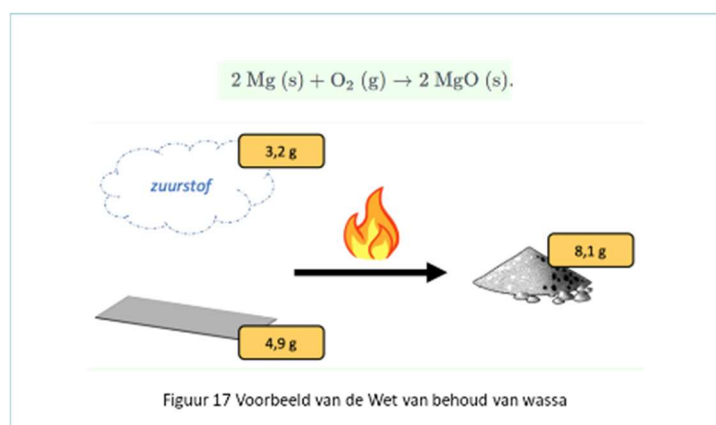 2 Mg (s) + O₂ (g) → 2 MgO (s).
3,2 g
zuurstof
8,1 g
4,9 g
Figuur 17 Voorbeeld van de Wet van behoud van wassa